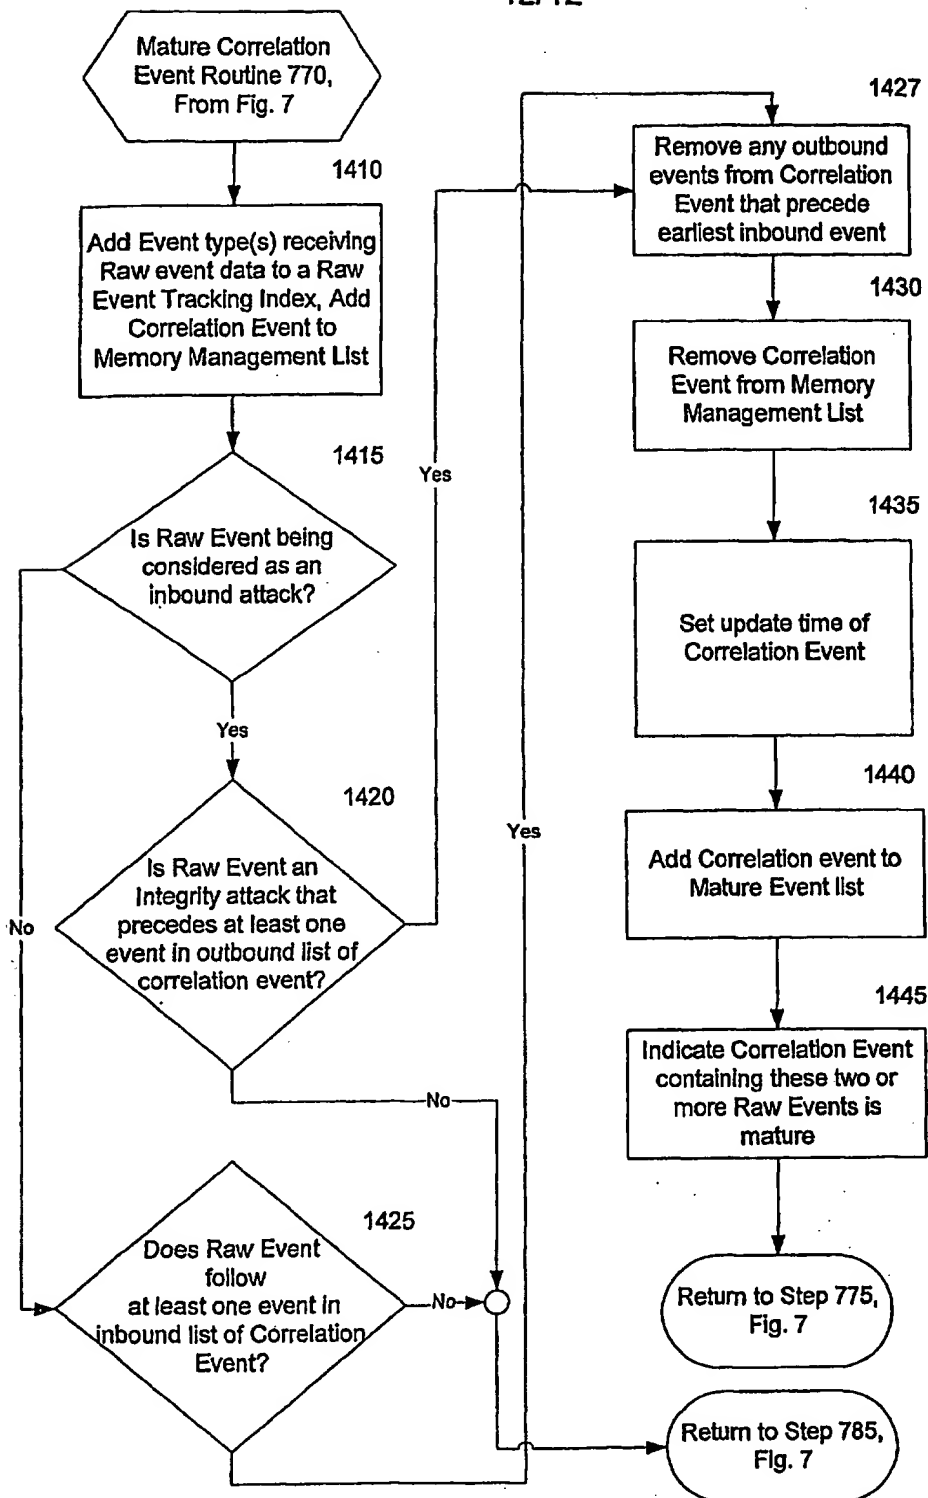 12/12
Mature Correlation
Event Routine 770,
From Fig. 7
1410
Add Event type(s) receiving
Raw event data to a Raw
Event Tracking Index, Add
Correlation Event to
Memory Management List
1415
Is Raw Event being
considered as an
inbound attack?
Yes
1420
Is Raw Event an
Integrity attack that
precedes at least one
event in outbound list of
correlation event?
No
Yes
No
1425
Does Raw Event
follow
at least one event in
inbound list of Correlation
Event?
No
Yes
1427
Remove any outbound
events from Correlation
Event that precede
earliest inbound event
1430
Remove Correlation
Event from Memory
Management List
1435
Set update time of
Correlation Event
1440
Add Correlation event to
Mature Event list
1445
Indicate Correlation Event
containing these two or
more Raw Events is
mature
Return to Step 775,
Fig. 7
Return to Step 785,
Fig. 7